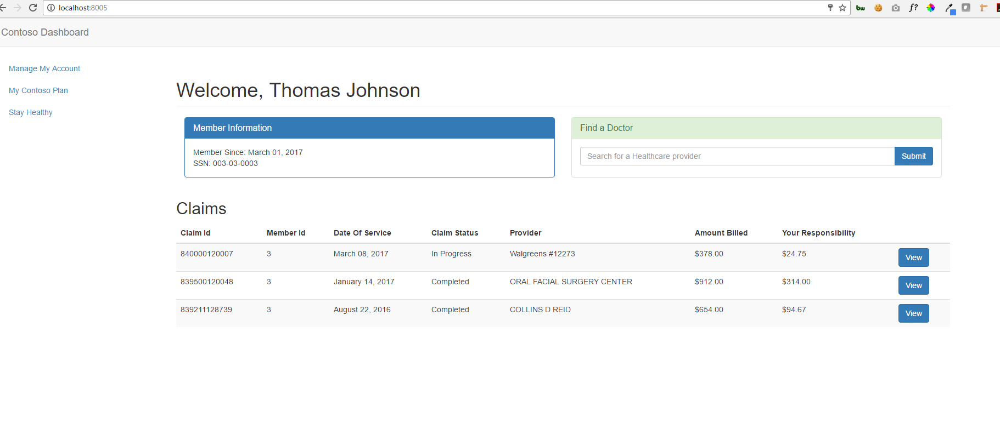 localhost:8005
bw
f?
Contoso Dashboard
Manage My Account
My Contoso Plan
Stay Healthy
Welcome, Thomas Johnson
Member Information
Member Since: March 01, 2017
SSN: 003-03-0003
Find a Doctor
Search for a Healthcare provider Submit
Claims
Claim Id Member Id Date Of Service Claim Status Provider Amount Billed Your Responsibility
840000120007 3 March 08, 2017 In Progress Walgreens #12273 $378.00 $24.75 View
839500120048 3 January 14, 2017 Completed ORAL FACIAL SURGERY CENTER $912.00 $314.00 View
839211128739 3 August 22, 2016 Completed COLLINS D REID $654.00 $94.67 View